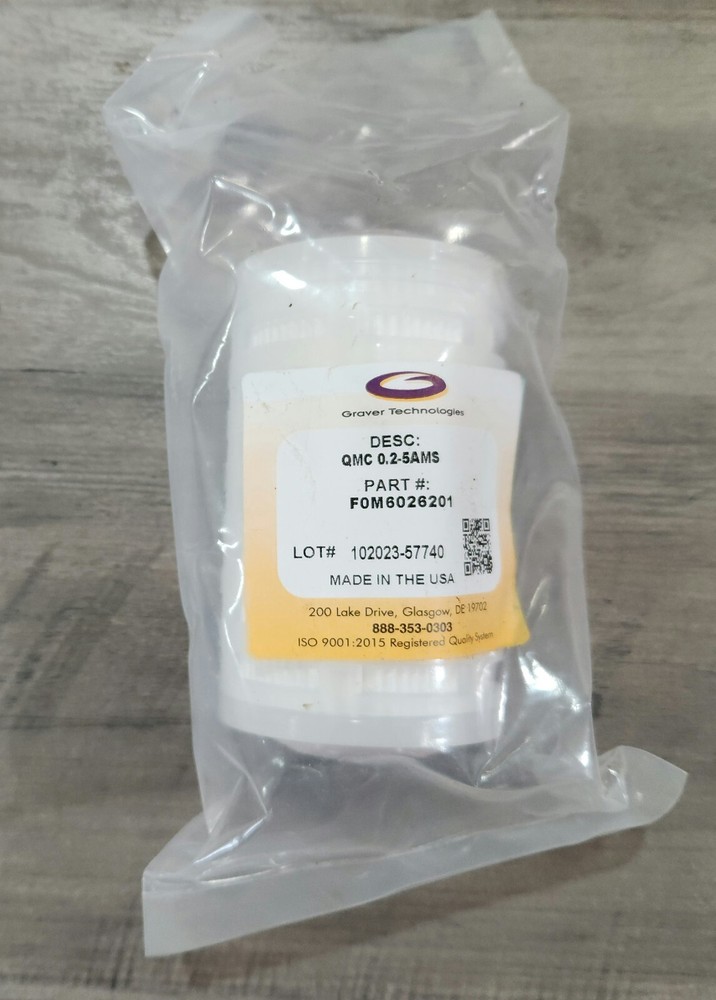 Graver Technologies
DESC:
QMC 0.2-5AMS
PART #:
F0M6026201
LOT# 102023-57740
MADE IN THE USA
200 Lake Drive, Glasgow, DE 19702
888-353-0303
ISO 9001:2015 Registered Quality System